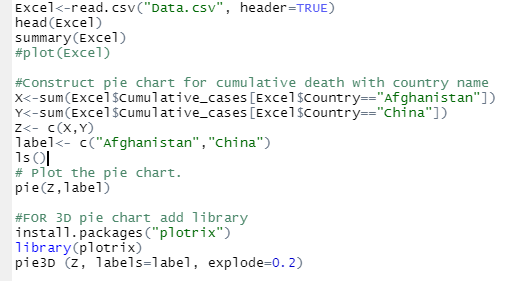 Excel<-read.csv("Data.csv", header=TRUE)
head(Excel)
summary(Excel)
#plot(Excel)
#Construct pie chart for cumulative death with country name
X<-sum(Excel$Cumulative_cases[Excel$Country=="Afghanistan"])
Y<-sum(Excel$Cumulative_cases[Excel$Country=="China"])
Z<- c(X,Y)
label<- c("Afghanistan","China")
ls()
# Plot the pie chart.
pie(Z,label)
#FOR 3D pie chart add library
install.packages("plotrix")
library(plotrix)
pie3D (Z, labels=label, explode=0.2)